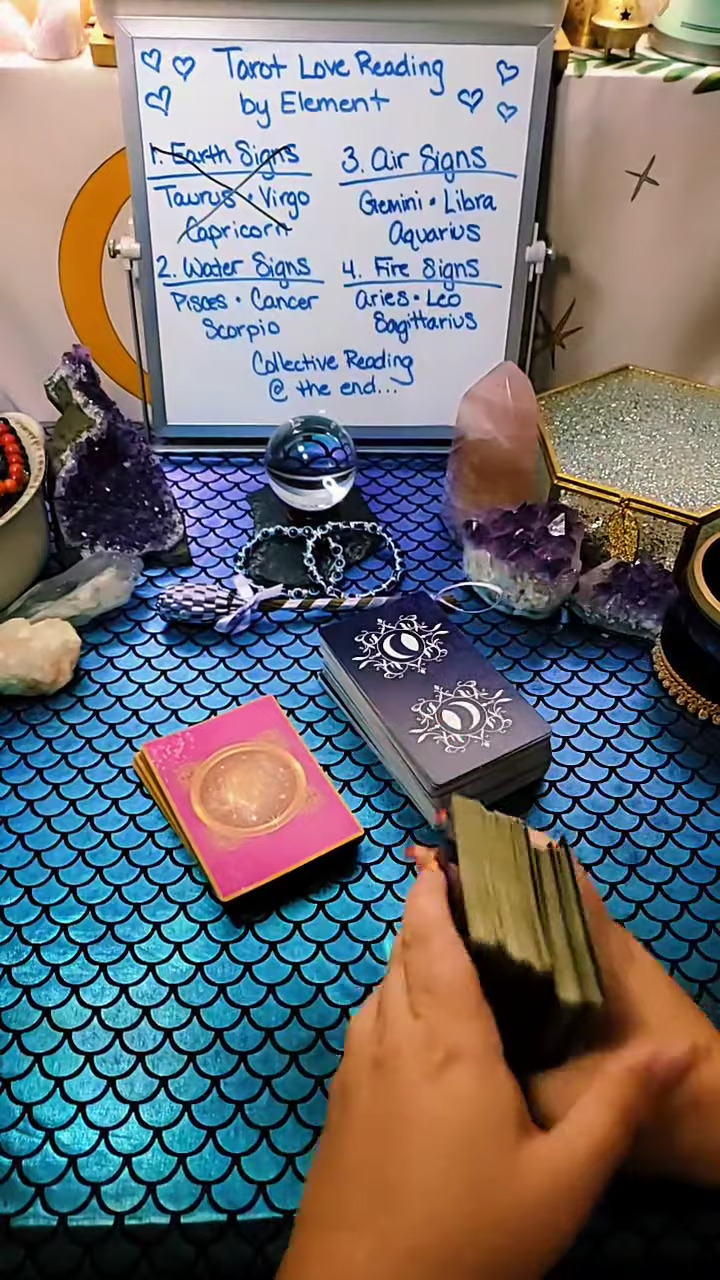 Tarot Love Reading
by Element
1. Earth Signs
Taurus • Virgo
Capricorn
2. Water Signs
Pisces • Cancer
Scorpio
3. Air Signs
Gemini • Libra
Aquarius
4. Fire Signs
Aries • Leo
Sagittarius
Collective Reading
@ the end...